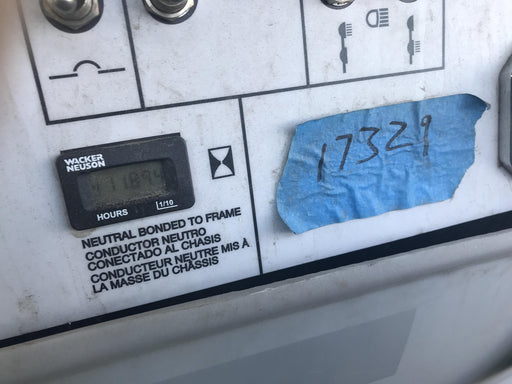 WACKER
NEUSON
HOURS 1/10
NEUTRAL BONDED TO FRAME
CONDUCTOR NEUTRO
CONECTADO AL CHASIS
CONDUCTEUR NEUTRE MIS À
LA MASSE DU CHÂSSIS
17329